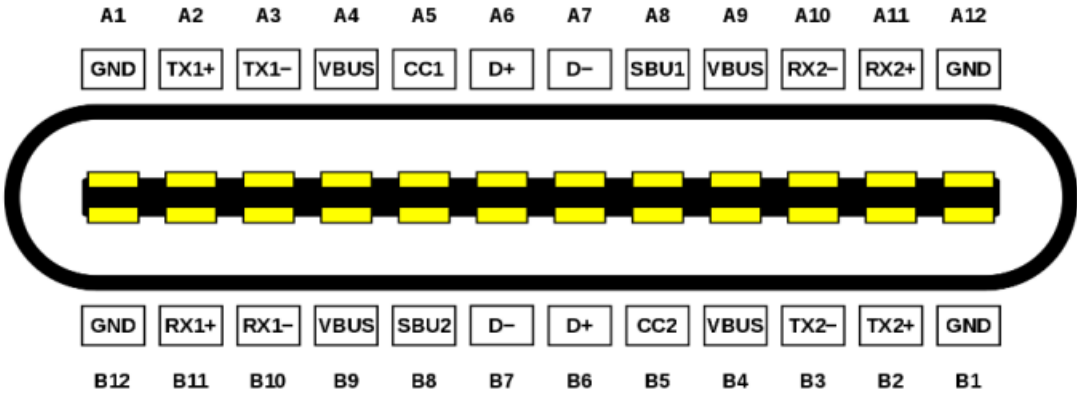 A1 A2 A3 A4 A5 A6 A7 A8 A9 A10 A11 A12
GND TX1+ TX1− VBUS CC1 D+ D− SBU1 VBUS RX2− RX2+ GND
GND RX1+ RX1− VBUS SBU2 D− D+ CC2 VBUS TX2− TX2+ GND
B12 B11 B10 B9 B8 B7 B6 B5 B4 B3 B2 B1